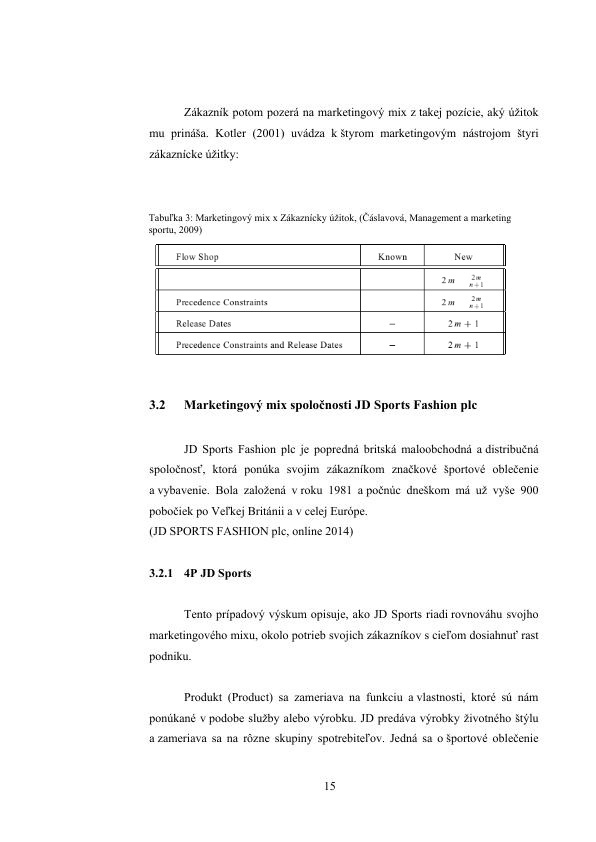 Zákazník potom pozerá na marketingový mix z takej pozície, aký úžitok
mu prináša. Kotler (2001) uvádza k štyrom marketingovým nástrojom štyri
zákaznícke úžitky:
Tabuľka 3: Marketingový mix x Zákaznícky úžitok, (Čáslavová, Management a marketing
sportu, 2009)
Flow Shop Known New
2 m 2m/n+1
Precedence Constraints 2 m 2m/n+1
Release Dates – 2 m + 1
Precedence Constraints and Release Dates – 2 m + 1
3.2 Marketingový mix spoločnosti JD Sports Fashion plc
JD Sports Fashion plc je popredná britská maloobchodná a distribučná
spoločnosť, ktorá ponúka svojim zákazníkom značkové športové oblečenie
a vybavenie. Bola založená v roku 1981 a počnúc dneškom má už vyše 900
pobočiek po Veľkej Británii a v celej Európe.
(JD SPORTS FASHION plc, online 2014)
3.2.1 4P JD Sports
Tento prípadový výskum opisuje, ako JD Sports riadi rovnováhu svojho
marketingového mixu, okolo potrieb svojich zákazníkov s cieľom dosiahnuť rast
podniku.
Produkt (Product) sa zameriava na funkciu a vlastnosti, ktoré sú nám
ponúkané v podobe služby alebo výrobku. JD predáva výrobky životného štýlu
a zameriava sa na rôzne skupiny spotrebiteľov. Jedná sa o športové oblečenie
15